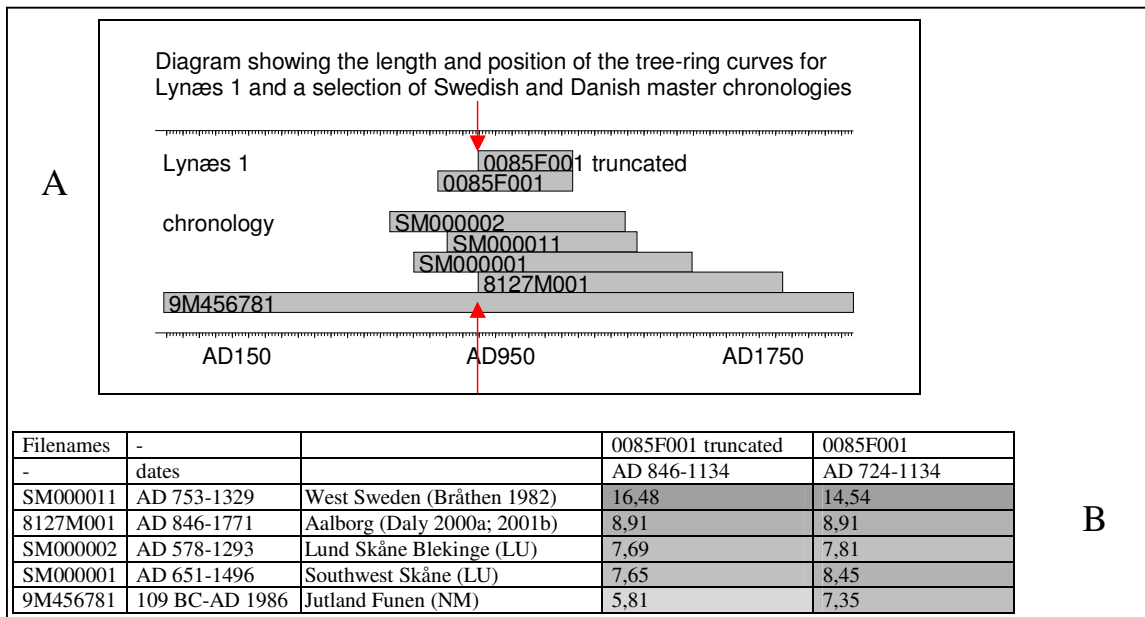 Diagram showing the length and position of the tree-ring curves for
Lynæs 1 and a selection of Swedish and Danish master chronologies
A
Lynæs 1
0085F001 truncated
0085F001
chronology
SM000002
SM000011
SM000001
8127M001
9M456781
AD150 AD950 AD1750
B
Filenames - 0085F001 truncated 0085F001
- dates AD 846-1134 AD 724-1134
SM000011 AD 753-1329 West Sweden (Bråthen 1982) 16,48 14,54
8127M001 AD 846-1771 Aalborg (Daly 2000a; 2001b) 8,91 8,91
SM000002 AD 578-1293 Lund Skåne Blekinge (LU) 7,69 7,81
SM000001 AD 651-1496 Southwest Skåne (LU) 7,65 8,45
9M456781 109 BC-AD 1986 Jutland Funen (NM) 5,81 7,35